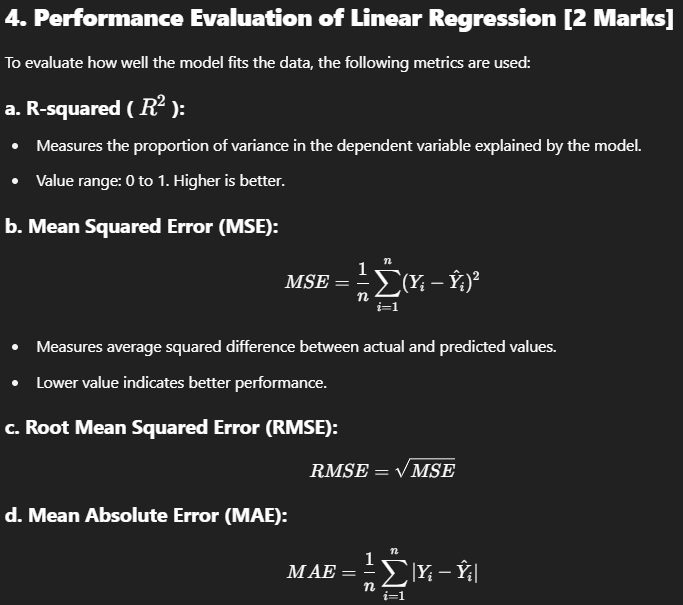 4. Performance Evaluation of Linear Regression [2 Marks]
To evaluate how well the model fits the data, the following metrics are used:
a. R-squared ( R² ):
• Measures the proportion of variance in the dependent variable explained by the model.
• Value range: 0 to 1. Higher is better.
b. Mean Squared Error (MSE):
MSE = \frac{1}{n} \sum_{i=1}^{n} (Y_i - \hat{Y}_i)^2
• Measures average squared difference between actual and predicted values.
• Lower value indicates better performance.
c. Root Mean Squared Error (RMSE):
RMSE = \sqrt{MSE}
d. Mean Absolute Error (MAE):
MAE = \frac{1}{n} \sum_{i=1}^{n} |Y_i - \hat{Y}_i|